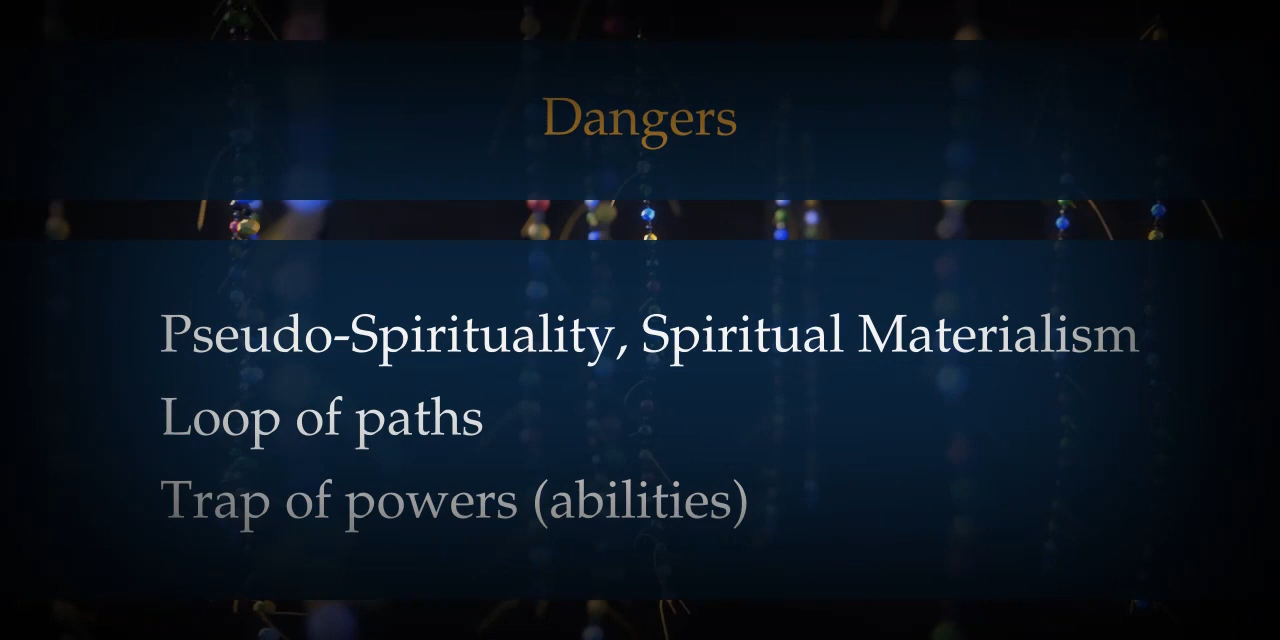 Dangers
Pseudo-Spirituality, Spiritual Materialism
Loop of paths
Trap of powers (abilities)